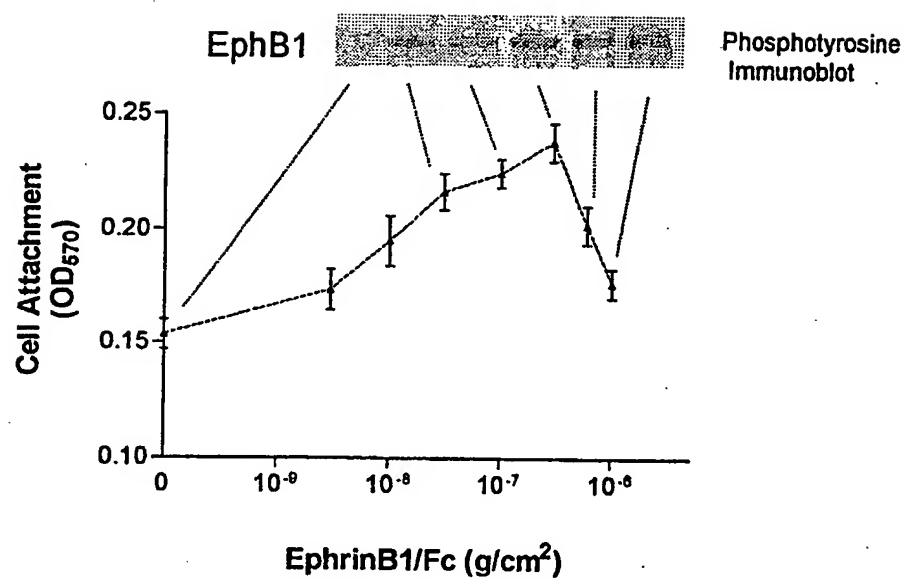 EphB1
Phosphotyrosine
Immunoblot
Cell Attachment
(OD₅₇₀)
0.25
0.20
0.15
0.10
0
10⁻⁹
10⁻⁸
10⁻⁷
10⁻⁶
EphrinB1/Fc (g/cm²)